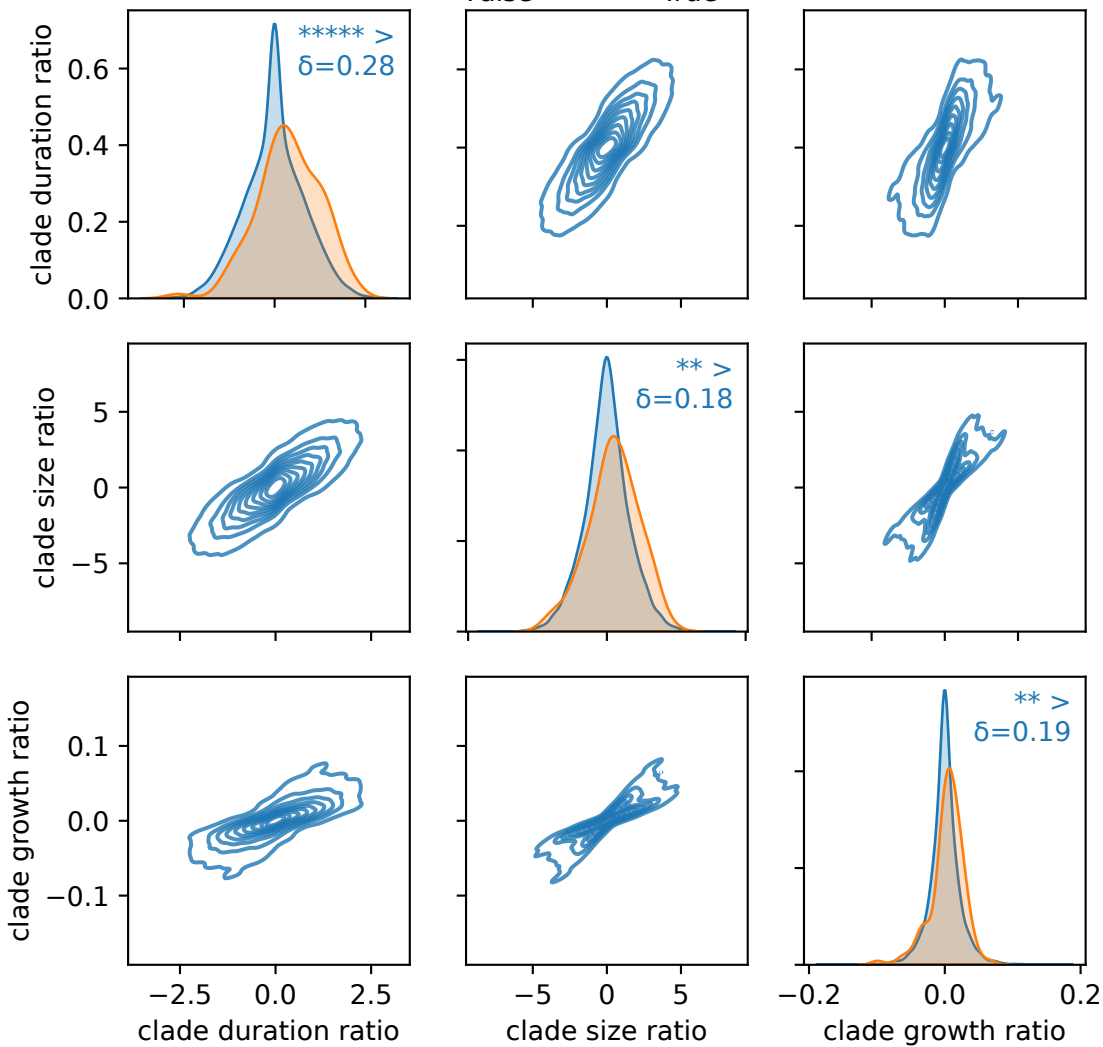 True
clade duration ratio
0.6
0.4
0.2
0.0
***** >
δ=0.28
clade size ratio
5
0
−5
** >
δ=0.18
clade growth ratio
0.1
0.0
−0.1
** >
δ=0.19
−2.5 0.0 2.5
−5 0 5
−0.2 0.0 0.2
clade duration ratio
clade size ratio
clade growth ratio